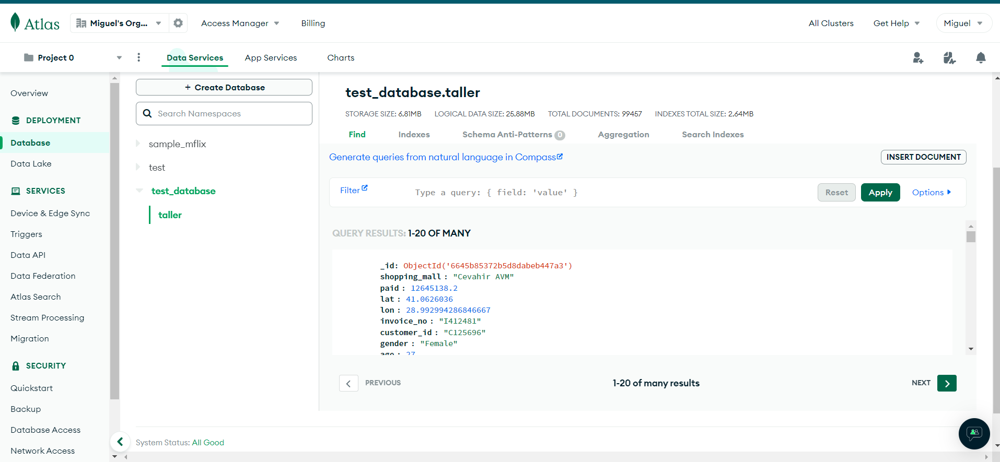 Atlas
Miguel's Org...
Access Manager
Billing
All Clusters
Get Help
Miguel
Project 0
Data Services
App Services
Charts
Overview
DEPLOYMENT
Database
Data Lake
SERVICES
Device & Edge Sync
Triggers
Data API
Data Federation
Atlas Search
Stream Processing
Migration
SECURITY
Quickstart
Backup
Database Access
Network Access
+ Create Database
Search Namespaces
sample_mflix
test
test_database
taller
test_database.taller
STORAGE SIZE: 6.81MB LOGICAL DATA SIZE: 25.88MB TOTAL DOCUMENTS: 99457 INDEXES TOTAL SIZE: 2.64MB
Find Indexes Schema Anti-Patterns 0 Aggregation Search Indexes
Generate queries from natural language in Compass
INSERT DOCUMENT
Filter
Type a query: { field: 'value' }
Reset
Apply
Options
QUERY RESULTS: 1-20 OF MANY
_id: ObjectId('6645b85372b5d8dabeb447a3')
shopping_mall : "Cevahir AVM"
paid : 12645138.2
lat : 41.0626036
lon : 28.992994286846667
invoice_no : "I412481"
customer_id : "C125696"
gender : "Female"
age : 27
PREVIOUS
1-20 of many results
NEXT
System Status: All Good